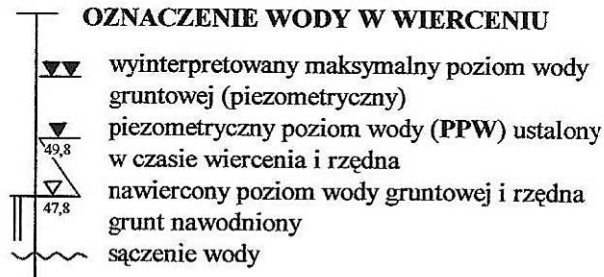 OZNACZENIE WODY W WIERCENIU
wyinterpretowany maksymalny poziom wody
gruntowej (piezometryczny)
piezometryczny poziom wody (PPW) ustalony
49,8
w czasie wiercenia i rzędna
nawiercony poziom wody gruntowej i rzędna
47,8
grunt nawodniony
sączenie wody